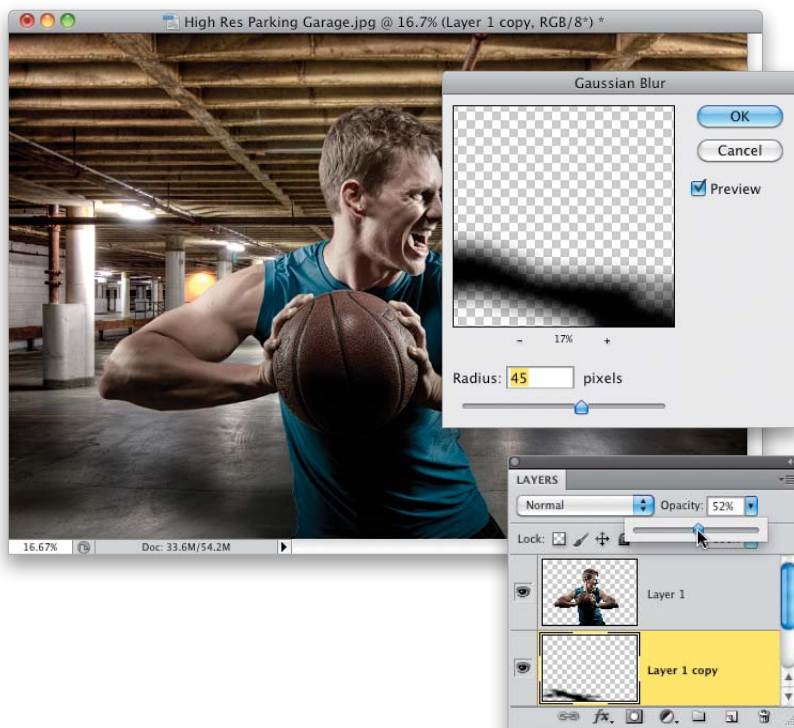 High Res Parking Garage.jpg @ 16.7% (Layer 1 copy, RGB/8*) *
Gaussian Blur
OK
Cancel
Preview
- 17% +
Radius: 45 pixels
16.67% Doc: 33.6M/54.2M
LAYERS
Normal Opacity: 52%
Lock:
Layer 1
Layer 1 copy
fx.